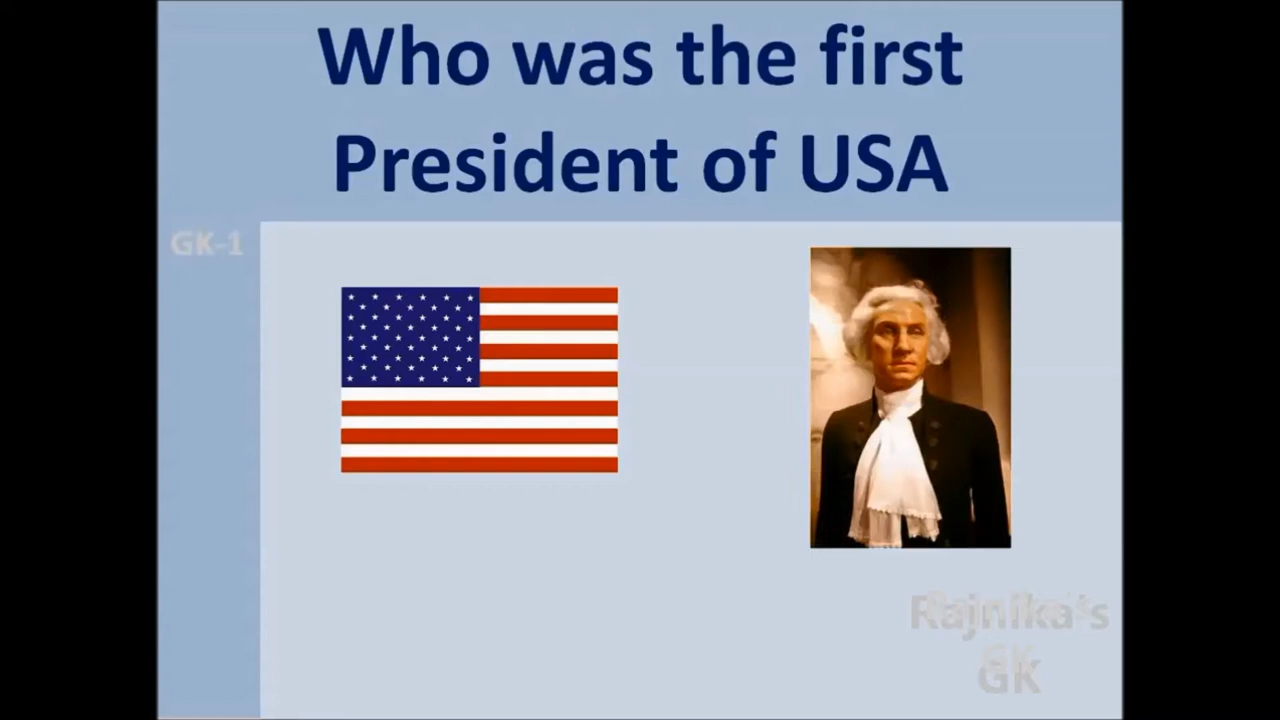 Who was the first
President of USA
GK-1
Rajnika's
GK